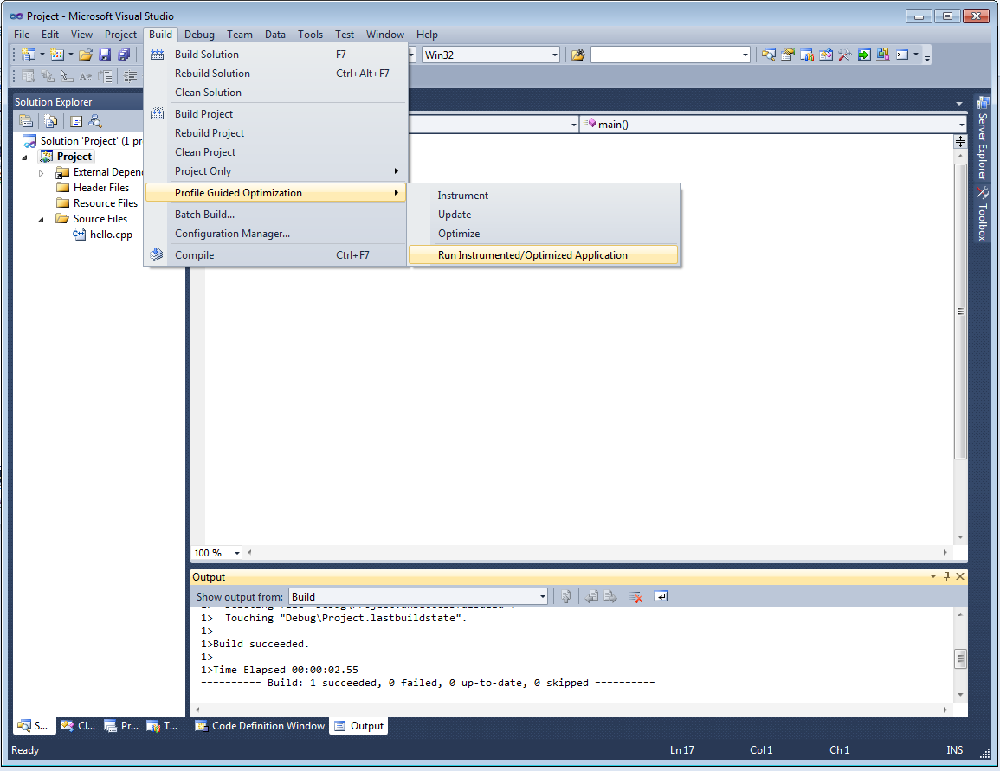 Project - Microsoft Visual Studio
File Edit View Project Build Debug Team Data Tools Test Window Help
Build Solution F7
Win32
Rebuild Solution Ctrl+Alt+F7
Clean Solution
Solution Explorer
Build Project
main()
Rebuild Project
Solution 'Project' (1 pr
Clean Project
Project
Project Only
External Depen
Header Files
Profile Guided Optimization
Instrument
Resource Files
Batch Build...
Update
Source Files
Configuration Manager...
Optimize
hello.cpp
Compile Ctrl+F7
Run Instrumented/Optimized Application
Server Explorer
Toolbox
100 %
Output
Show output from: Build
1> Touching "Debug\Project.lastbuildstate".
1>
1>Build succeeded.
1>
1>Time Elapsed 00:00:02.55
========== Build: 1 succeeded, 0 failed, 0 up-to-date, 0 skipped ==========
S... Cl... Pr... T... Code Definition Window Output
Ready Ln 17 Col 1 Ch 1 INS